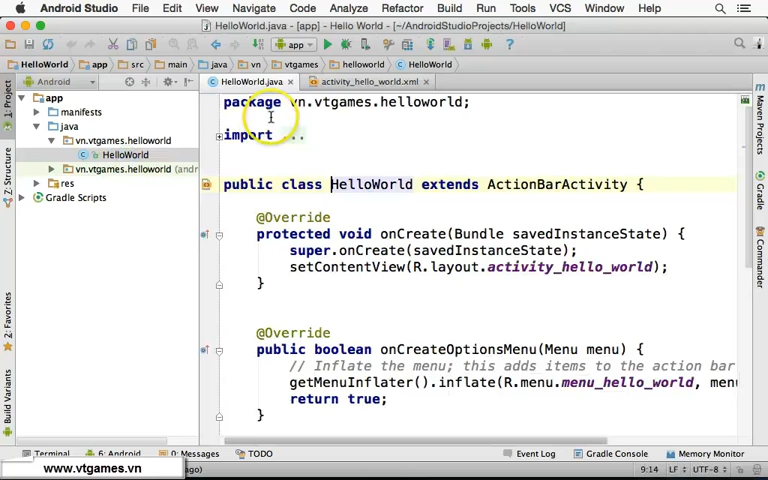 Android Studio File Edit View Navigate Code Analyze Refactor Build Run Tools VCS Window Help
HelloWorld.java - [app] - Hello World - [~/AndroidStudioProjects/HelloWorld]
app
HelloWorld app src main java vn vtgames helloworld HelloWorld
Android
HelloWorld.java activity_hello_world.xml
1: Project
7: Structure
2: Favorites
Build Variants
app
manifests
java
vn.vtgames.helloworld
HelloWorld
vn.vtgames.helloworld (andr
res
Gradle Scripts
package vn.vtgames.helloworld;
import ...
public class HelloWorld extends ActionBarActivity {
@Override
protected void onCreate(Bundle savedInstanceState) {
super.onCreate(savedInstanceState);
setContentView(R.layout.activity_hello_world);
}
@Override
public boolean onCreateOptionsMenu(Menu menu) {
// Inflate the menu; this adds items to the action bar
getMenuInflater().inflate(R.menu.menu_hello_world, menu
return true;
}
Maven Projects
Gradle
Commander
Terminal 6: Android 0: Messages TODO Event Log Gradle Console Memory Monitor
www.vtgames.vn
ago) 9:14 LF UTF-8